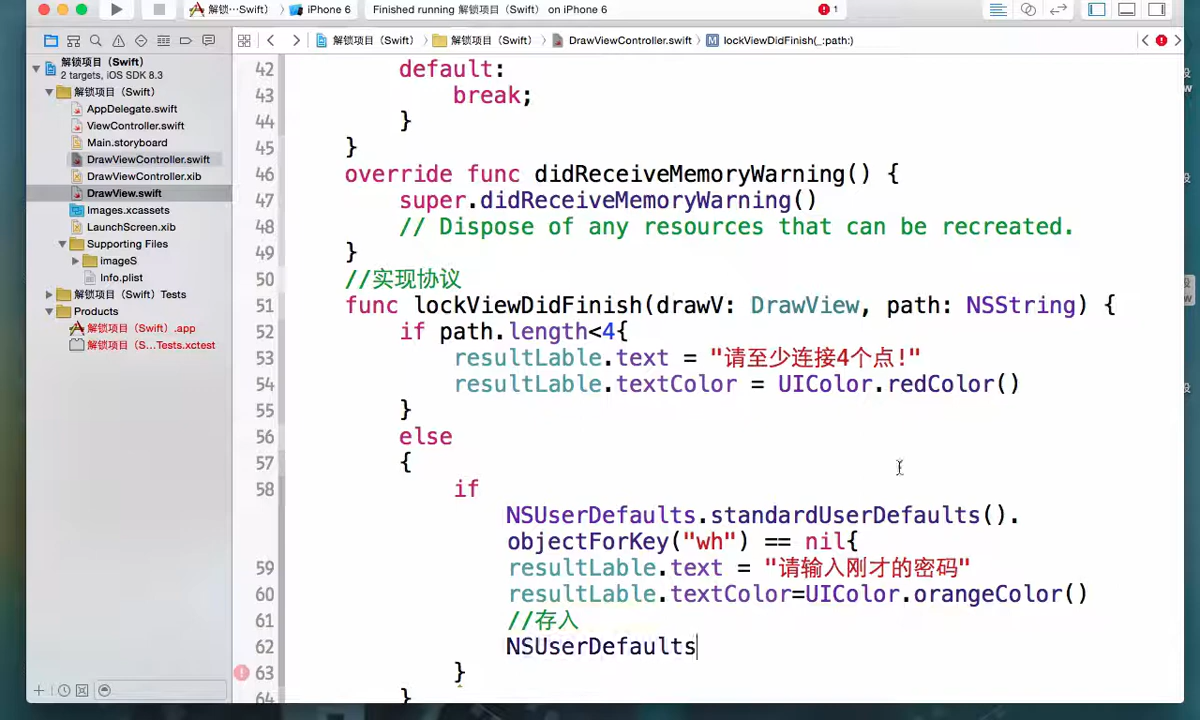 解锁···Swift）
iPhone 6
Finished running 解锁项目（Swift） on iPhone 6
1
解锁项目（Swift）
解锁项目（Swift）
DrawViewController.swift
M lockViewDidFinish(_:path:)
解锁项目（Swift）
2 targets, iOS SDK 8.3
解锁项目（Swift）
AppDelegate.swift
ViewController.swift
Main.storyboard
DrawViewController.swift
DrawViewController.xib
DrawView.swift
Images.xcassets
LaunchScreen.xib
Supporting Files
imageS
Info.plist
解锁项目（Swift）Tests
Products
解锁项目（Swift）.app
解锁项目（S...Tests.xctest
42 default:
43 break;
44 }
45 }
46 override func didReceiveMemoryWarning() {
47 super.didReceiveMemoryWarning()
48 // Dispose of any resources that can be recreated.
49 }
50 //实现协议
51 func lockViewDidFinish(drawV: DrawView, path: NSString) {
52 if path.length<4{
53 resultLable.text = "请至少连接4个点!"
54 resultLable.textColor = UIColor.redColor()
55 }
56 else
57 {
58 if
NSUserDefaults.standardUserDefaults().
objectForKey("wh") == nil{
59 resultLable.text = "请输入刚才的密码"
60 resultLable.textColor=UIColor.orangeColor()
61 //存入
62 NSUserDefaults
63 }
64 }